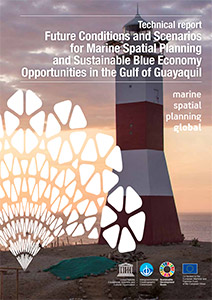 Technical report
Future Conditions and Scenarios
for Marine Spatial Planning
and Sustainable Blue Economy
Opportunities in the Gulf of Guayaquil
marine
spatial
planning
global